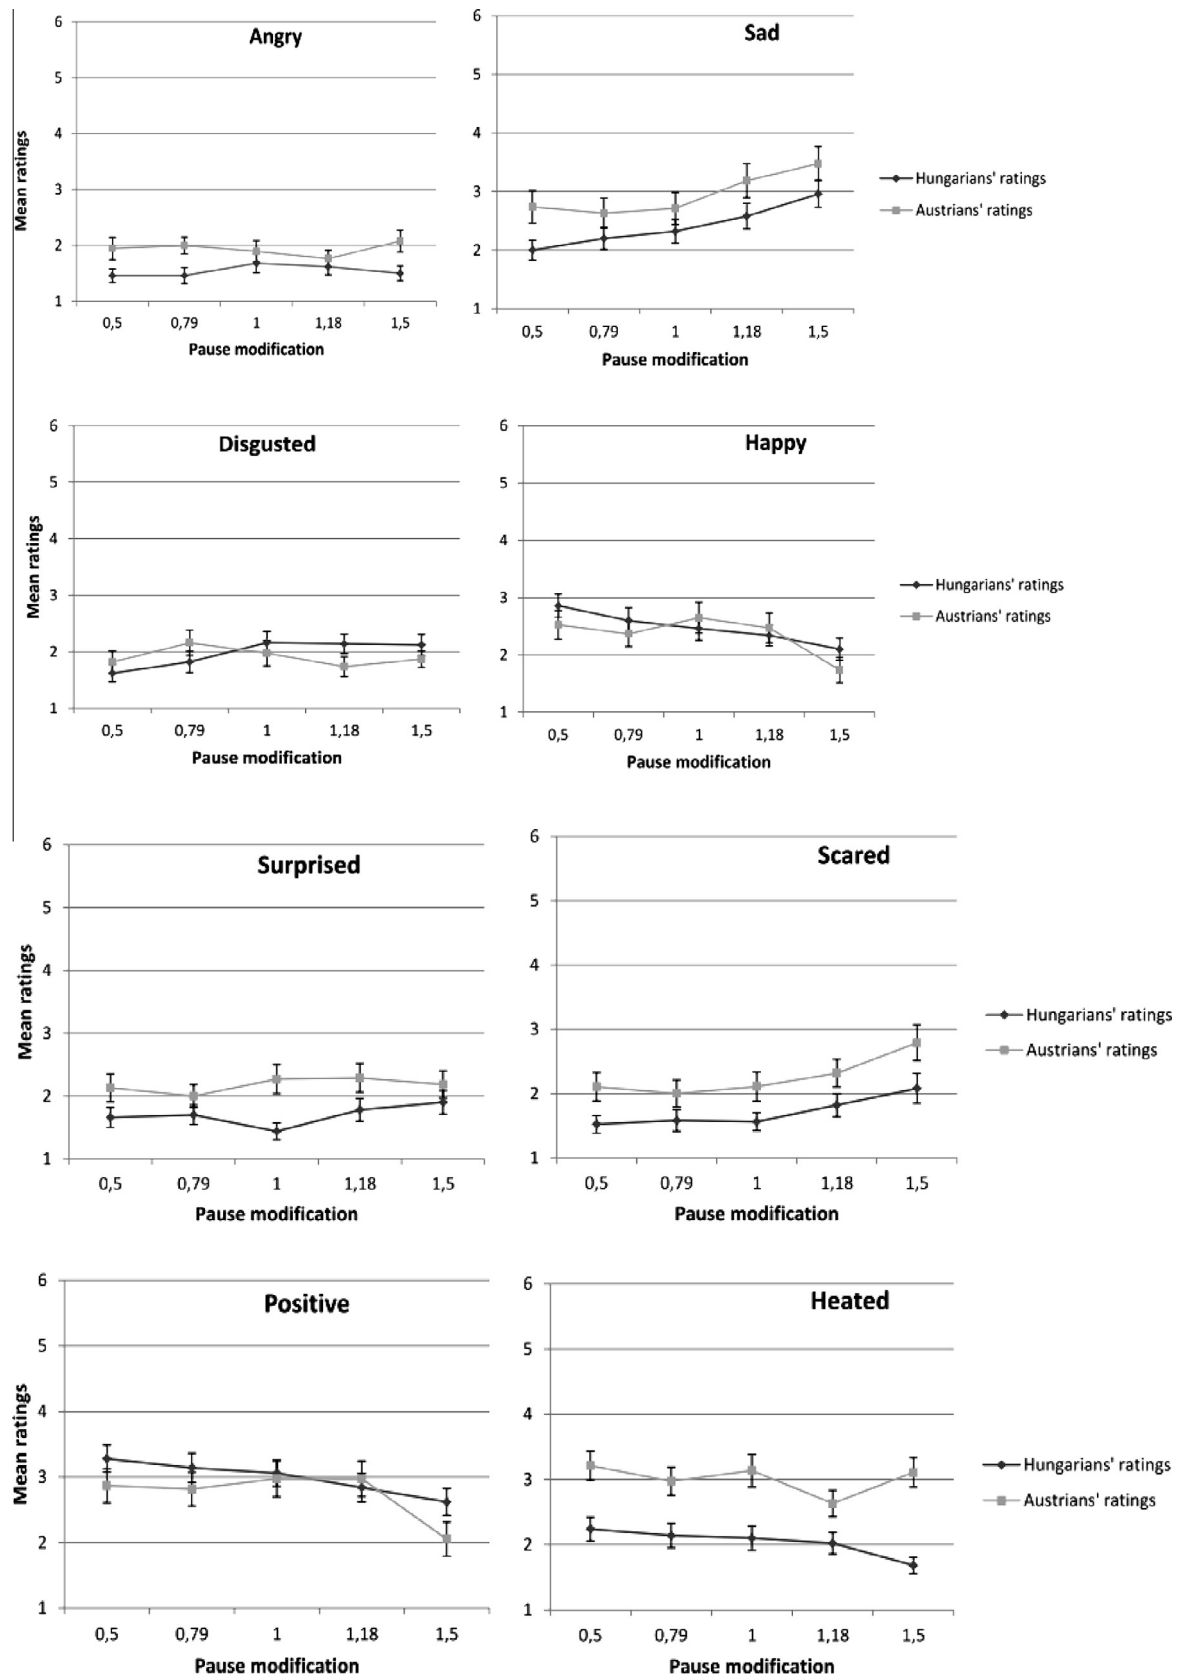 Angry
Mean ratings
6
5
4
3
2
1
0,5 0,79 1 1,18 1,5
Pause modification
Sad
6
5
4
3
2
1
0,5 0,79 1 1,18 1,5
Pause modification
Hungarians' ratings
Austrians' ratings
Disgusted
Mean ratings
6
5
4
3
2
1
0,5 0,79 1 1,18 1,5
Pause modification
Happy
6
5
4
3
2
1
0,5 0,79 1 1,18 1,5
Pause modification
Hungarians' ratings
Austrians' ratings
Surprised
Mean ratings
6
5
4
3
2
1
0,5 0,79 1 1,18 1,5
Pause modification
Scared
6
5
4
3
2
1
0,5 0,79 1 1,18 1,5
Pause modification
Hungarians' ratings
Austrians' ratings
Positive
Mean ratings
6
5
4
3
2
1
0,5 0,79 1 1,18 1,5
Pause modification
Heated
6
5
4
3
2
1
0,5 0,79 1 1,18 1,5
Pause modification
Hungarians' ratings
Austrians' ratings